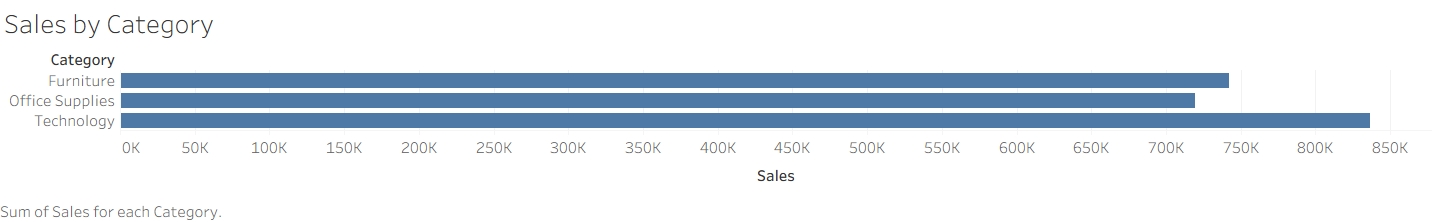 Sales by Category
Category
Furniture
Office Supplies
Technology
0K 50K 100K 150K 200K 250K 300K 350K 400K 450K 500K 550K 600K 650K 700K 750K 800K 850K
Sales
Sum of Sales for each Category.